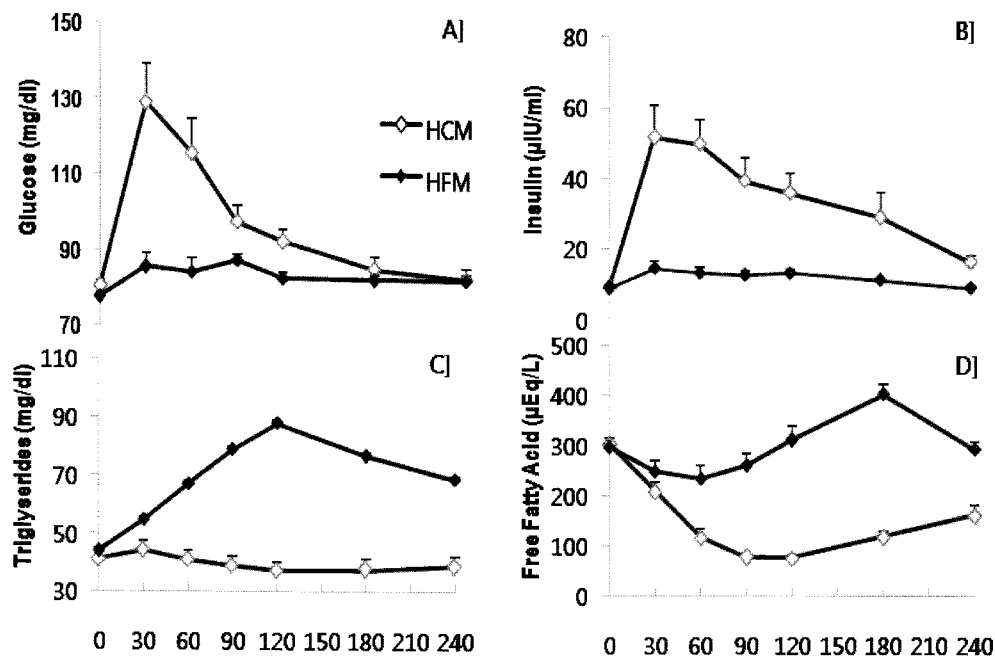 A]
Glucose (mg/dl)
150
130
110
90
70
HCM
HFM
B]
Insulin (µIU/ml)
80
60
40
20
0
C]
Triglyserides (mg/dl)
110
90
70
50
30
0 30 60 90 120 150 180 210 240
D]
Free Fatty Acid (µEq/L)
500
400
300
200
100
0
0 30 60 90 120 150 180 210 240